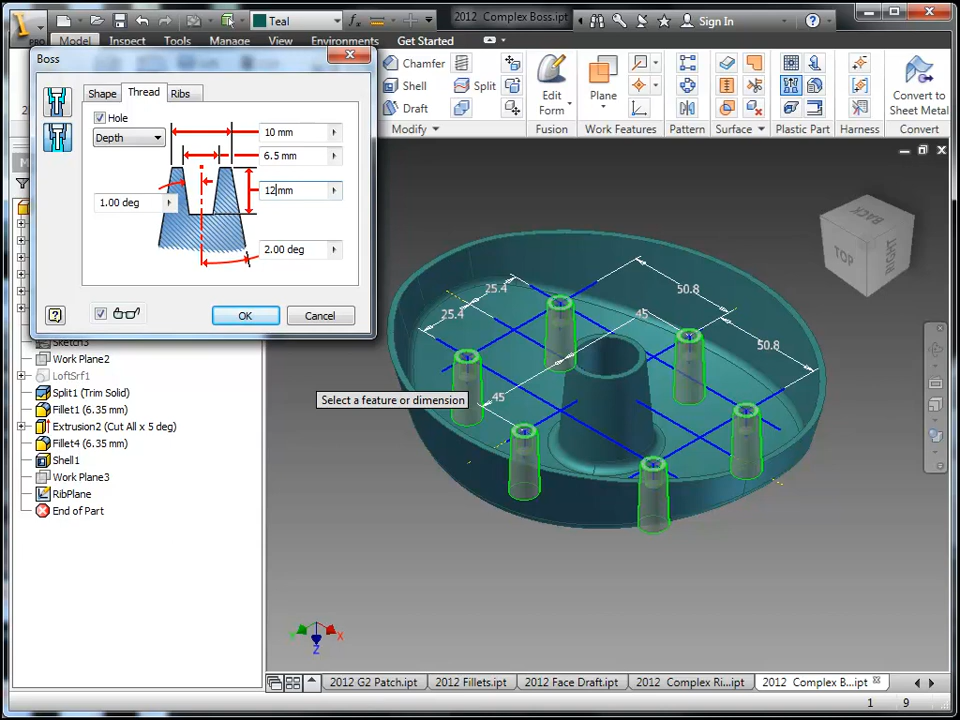 Teal
2012 Complex Boss.ipt
Sign In
PRO
Model Inspect Tools Manage Environments Get Started
Boss
Shape Thread Ribs
Hole
Depth
10 mm
6.5 mm
12mm
1.00 deg
2.00 deg
OK Cancel
Chamfer
Shell Split
Draft
Edit
Form
Plane
Convert to
Sheet Metal
Modify Fusion Work Features Pattern Surface Plastic Part Harness Convert
BACK
TOP
RIGHT
25.4
25.4
50.8
45
50.8
45
Select a feature or dimension
Sketch3
Work Plane2
LoftSrf1
Split1 (Trim Solid)
Fillet1 (6.35 mm)
Extrusion2 (Cut All x 5 deg)
Fillet4 (6.35 mm)
Shell1
Work Plane3
RibPlane
End of Part
X
Y
Z
2012 G2 Patch.ipt
2012 Fillets.ipt
2012 Face Draft.ipt
2012 Complex Ri...ipt
2012 Complex B...ipt
1 9